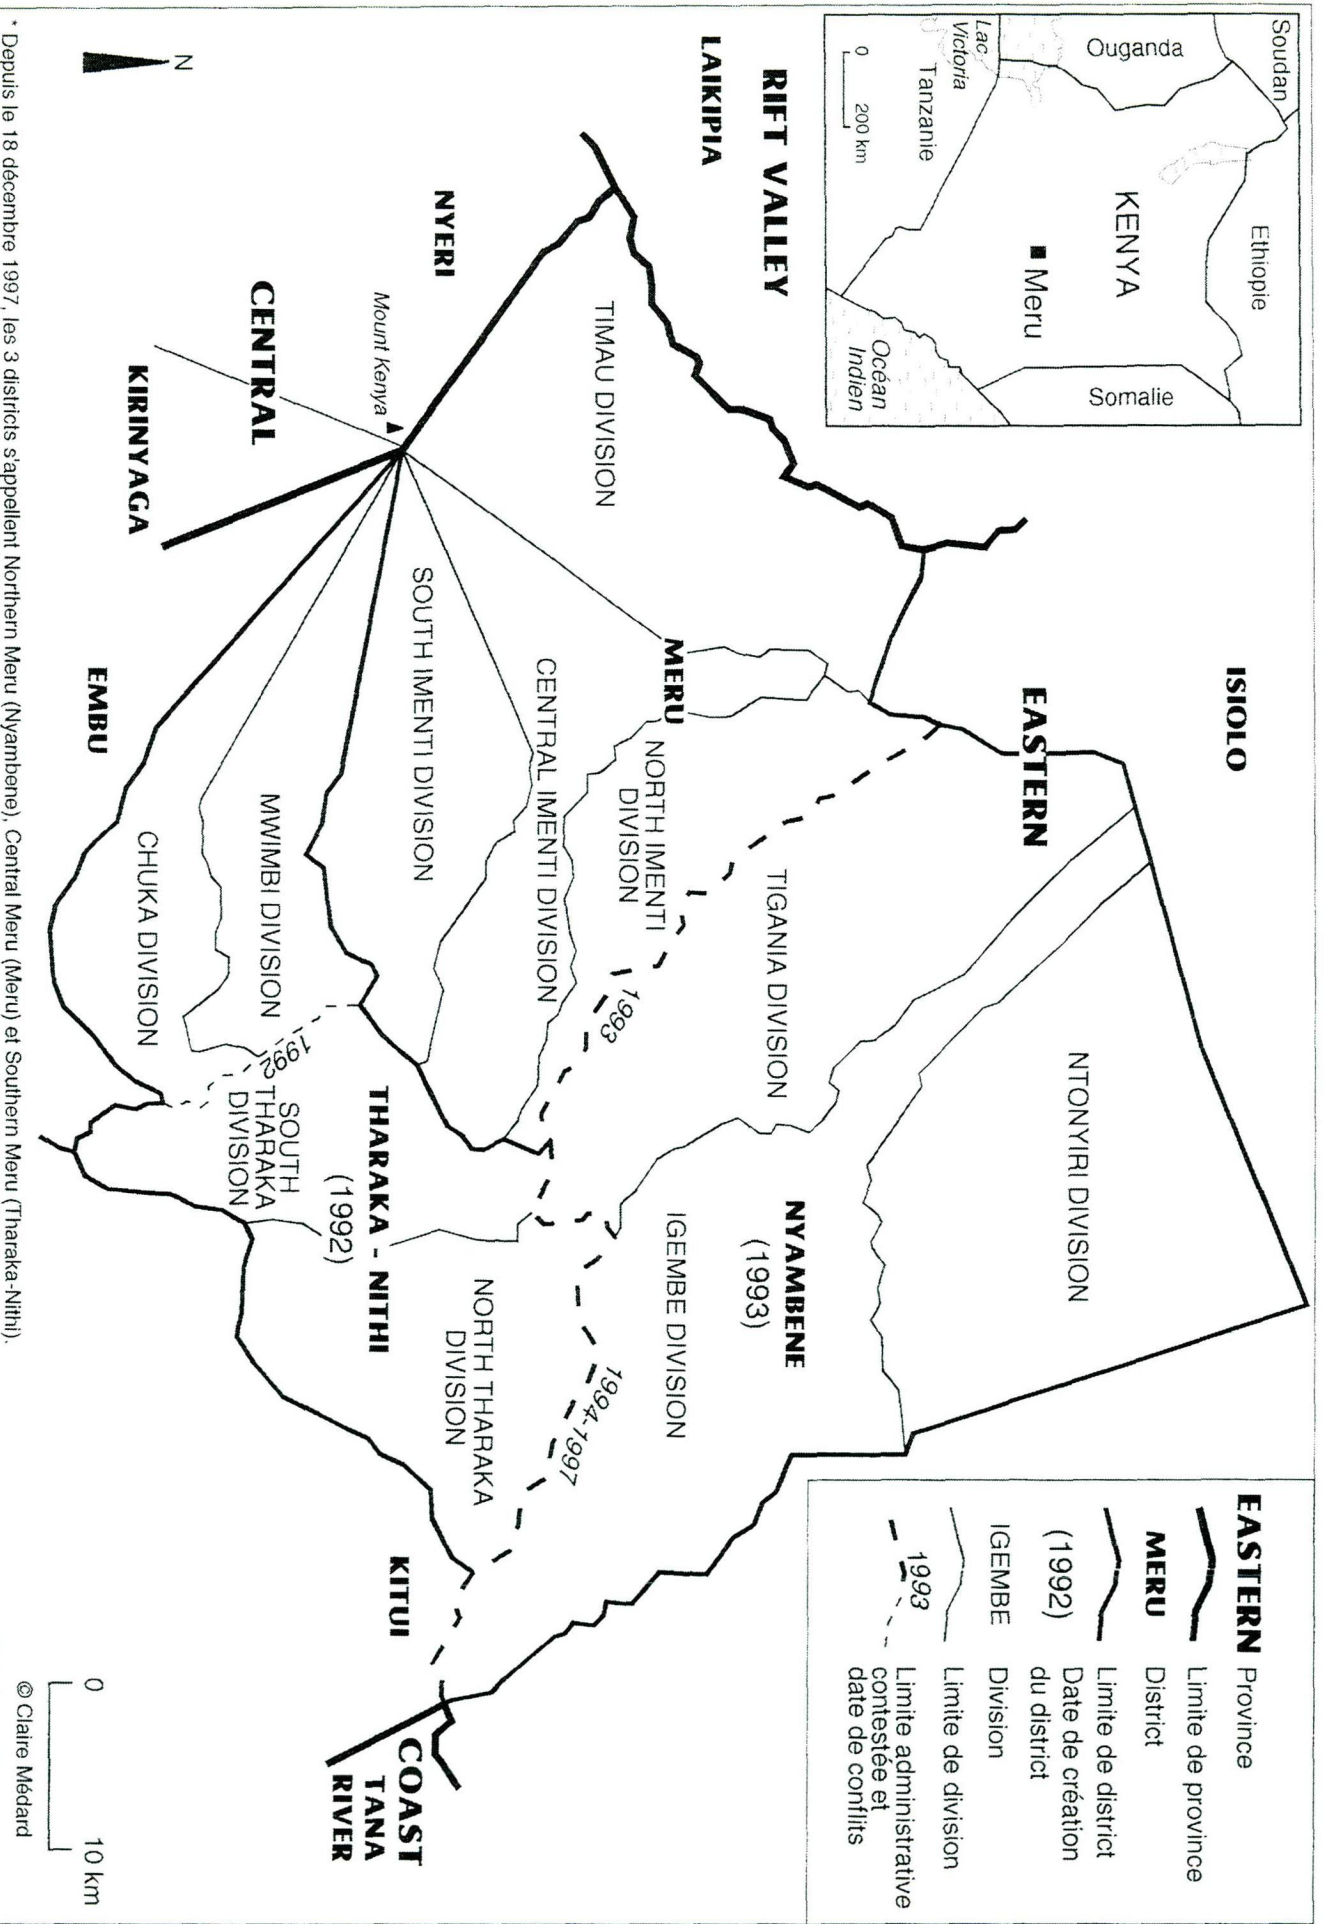 Soudan
Ethiopie
Ouganda
KENYA
Meru
Somalie
Lac
Victoria
Tanzanie
Océan
Indien
0
200 km
RIFT VALLEY
LAIKIPIA
ISIOLO
EASTERN
NYERI
TIMAU DIVISION
Mount Kenya
CENTRAL
KIRINYAGA
EMBU
MERU
NORTH IMENTI
DIVISION
CENTRAL IMENTI DIVISION
SOUTH IMENTI DIVISION
MWIMBI DIVISION
CHUKA DIVISION
TIGANIA DIVISION
NTONYIRI DIVISION
NYAMBENE
(1993)
IGEMBE DIVISION
1993
1994-1997
1992
THARAKA - NITHI
(1992)
SOUTH
THARAKA
DIVISION
NORTH THARAKA
DIVISION
KITUI
COAST
TANA
RIVER
EASTERN Province
Limite de province
MERU District
Limite de district
(1992) Date de création
du district
IGEMBE Division
Limite de division
1993 Limite administrative
contestée et
date de conflits
N
0
10 km
© Claire Médard
* Depuis le 18 décembre 1997, les 3 districts s'appellent Northern Meru (Nyambene), Central Meru (Meru) et Southern Meru (Tharaka-Nithi).